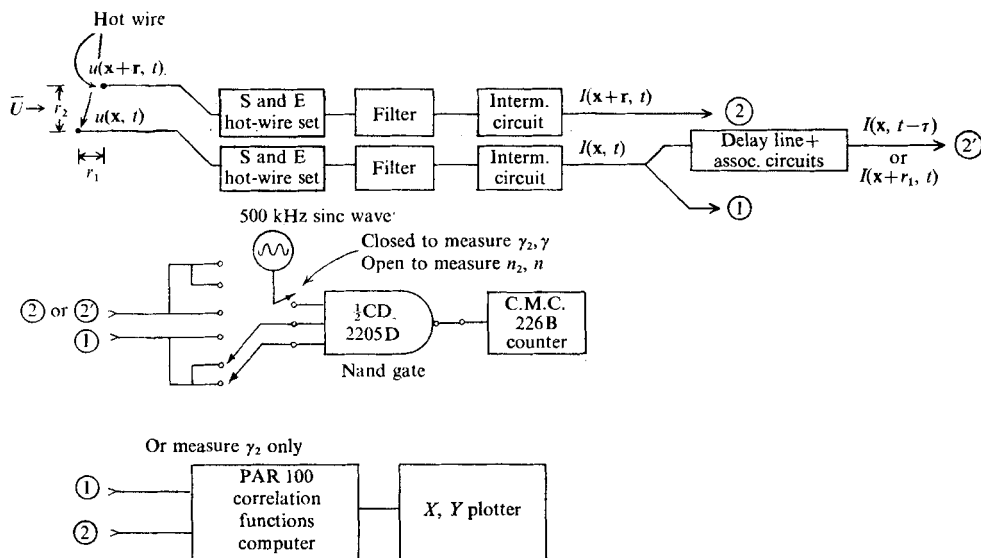 Hot wire
u(x+r, t)
U̅ →
r₂
u(x, t)
r₁
S and E
hot-wire set
Filter
Interm.
circuit
I(x+r, t)
②
S and E
hot-wire set
Filter
Interm.
circuit
I(x, t)
Delay line+
assoc. circuits
I(x, t−τ)
or
I(x+r₁, t)
②′
①
500 kHz sinc wave
Closed to measure γ₂, γ
Open to measure n₂, n
② or ②′
①
½CD
2205D
Nand gate
C.M.C.
226B
counter
Or measure γ₂ only
①
②
PAR 100
correlation
functions
computer
X, Y plotter